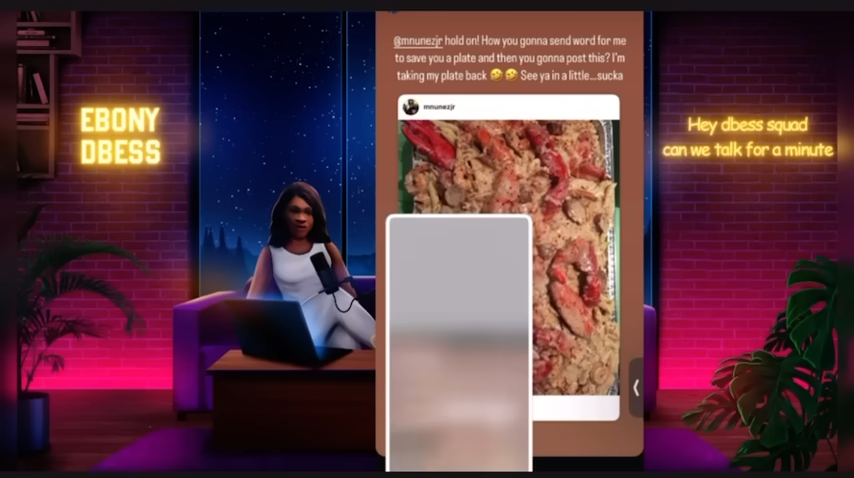 EBONY
DBESS
@mnunezjr hold on! How you gonna send word for me
to save you a plate and then you gonna post this? I'm
taking my plate back 🤣🤣 See ya in a little...sucka
mnunezjr
Hey dbess squad
can we talk for a minute